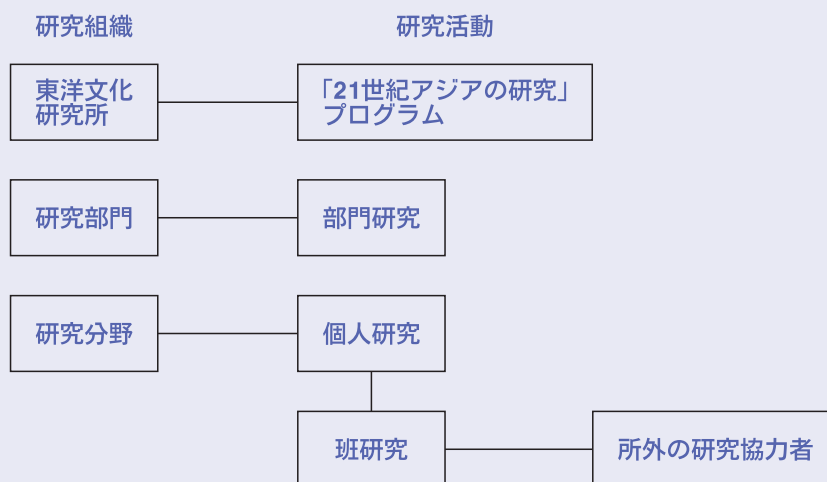 研究組織
研究活動
東洋文化
研究所
「21世紀アジアの研究」
プログラム
研究部門
部門研究
研究分野
個人研究
班研究
所外の研究協力者